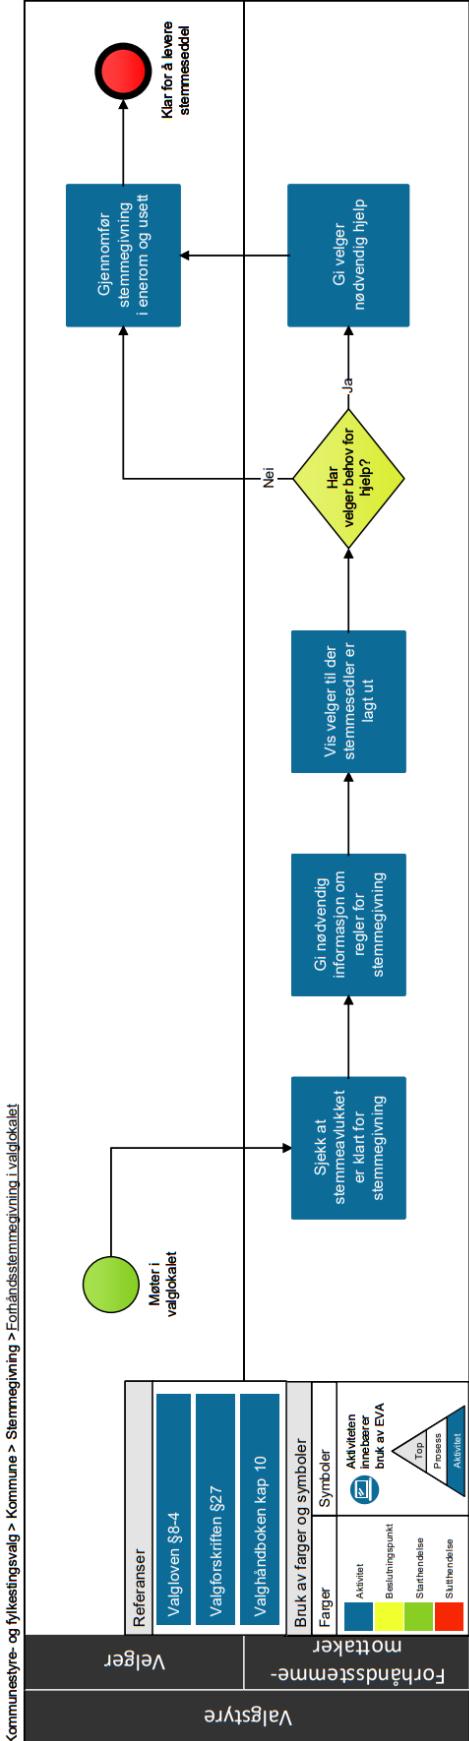 Kommunestyre- og fylkestingsvalg > Kommune > Stemmegivning > Forhåndsstemmegivning i valglokalet
Valgstyre
Velger
Forhåndsstemme-
mottaker
Referanser
Valgloven §8-4
Valgforskriften §27
Valghåndboken kap 10
Bruk av farger og symboler
Farger
Symboler
Aktivitet
Beslutningspunkt
Starthendelse
Slutthendelse
Aktiviteten
innebærer
bruk av EVA
Top
Prosess
Aktivitet
Møter i
valglokalet
Sjekk at
stemmeavlukket
er klart for
stemmegivning
Gi nødvendig
informasjon om
regler for
stemmegivning
Vis velger til der
stemmesedler er
lagt ut
Har
velger behov for
hjelp?
Nei
Ja
Gi velger
nødvendig hjelp
Gjennomfør
stemmegivning
i enerom og usett
Klar for å levere
stemmeseddel